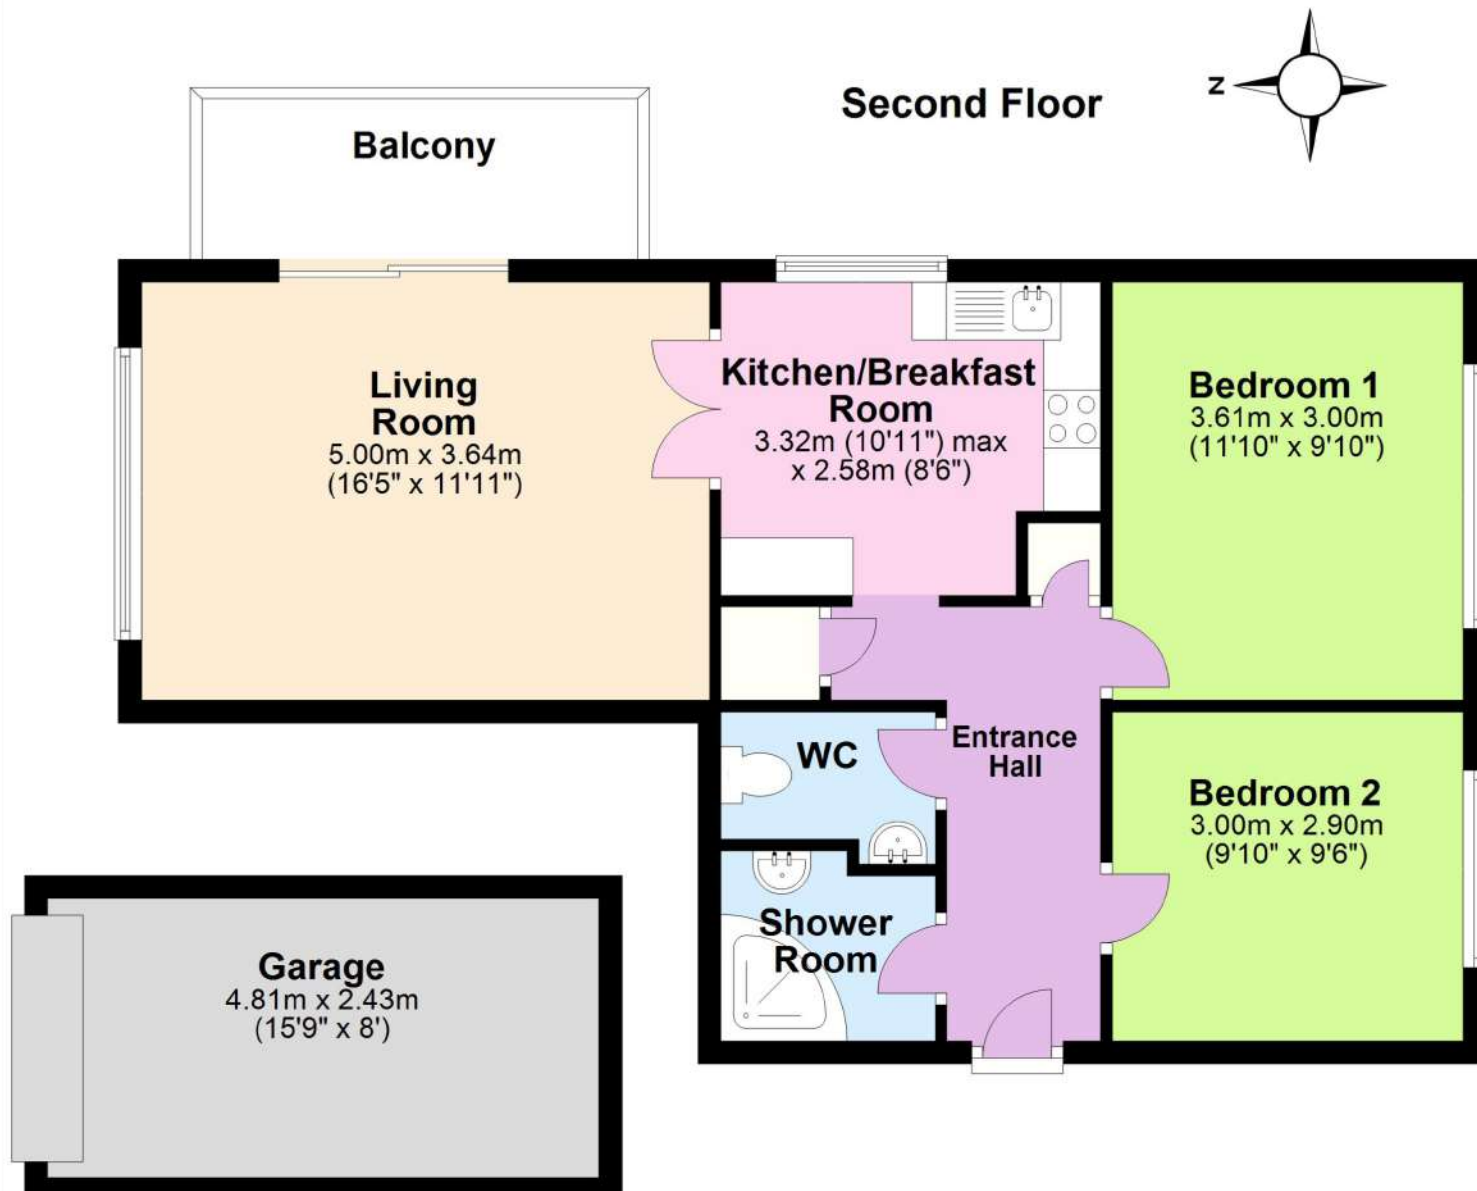 Second Floor
N
Balcony
Living
Room
5.00m x 3.64m
(16'5" x 11'11")
Kitchen/Breakfast
Room
3.32m (10'11") max
x 2.58m (8'6")
Bedroom 1
3.61m x 3.00m
(11'10" x 9'10")
WC
Entrance
Hall
Bedroom 2
3.00m x 2.90m
(9'10" x 9'6")
Shower
Room
Garage
4.81m x 2.43m
(15'9" x 8')